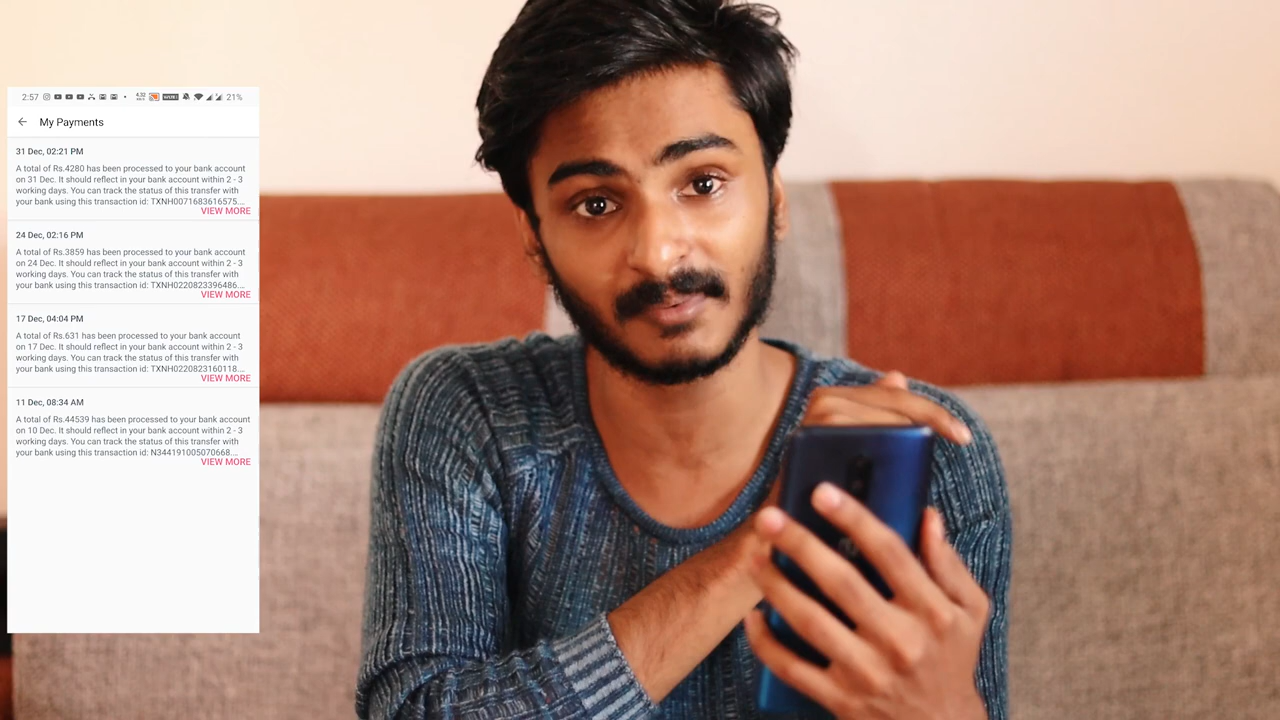 2:57 21%
My Payments
31 Dec, 02:21 PM
A total of Rs.4280 has been processed to your bank account
on 31 Dec. It should reflect in your bank account within 2 - 3
working days. You can track the status of this transfer with
your bank using this transaction id: TXNH0071683616575...
VIEW MORE
24 Dec, 02:16 PM
A total of Rs.3859 has been processed to your bank account
on 24 Dec. It should reflect in your bank account within 2 - 3
working days. You can track the status of this transfer with
your bank using this transaction id: TXNH0220823396486...
VIEW MORE
17 Dec, 04:04 PM
A total of Rs.631 has been processed to your bank account
on 17 Dec. It should reflect in your bank account within 2 - 3
working days. You can track the status of this transfer with
your bank using this transaction id: TXNH0220823160118...
VIEW MORE
11 Dec, 08:34 AM
A total of Rs.44539 has been processed to your bank account
on 10 Dec. It should reflect in your bank account within 2 - 3
working days. You can track the status of this transfer with
your bank using this transaction id: N344191005070668...
VIEW MORE